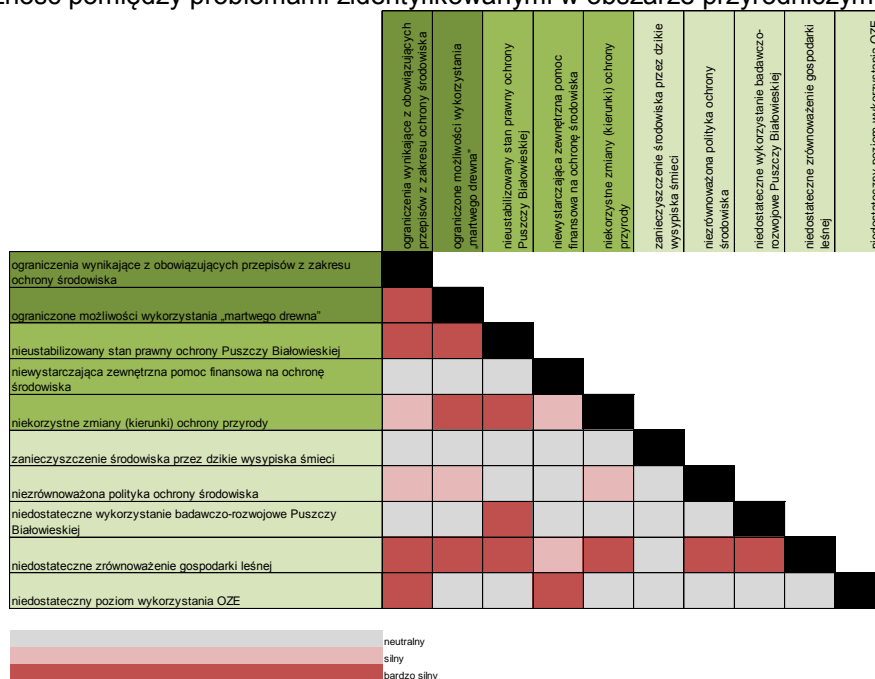 pomiędzy problemami zidentyfikowanymi w obszarze przyrodniczym
ograniczenia wynikające z obowiązujących
przepisów z zakresu ochrony środowiska
ograniczone możliwości wykorzystania
„martwego drewna”
nieustabilizowany stan prawny ochrony
Puszczy Białowieskiej
niewystarczająca zewnętrzna pomoc
finansowa na ochronę środowiska
niekorzystne zmiany (kierunki) ochrony
przyrody
zanieczyszczenie środowiska przez dzikie
wysypiska śmieci
niezrównoważona polityka ochrony
środowiska
niedostateczne wykorzystanie badawczo-
rozwojowe Puszczy Białowieskiej
niedostateczne zrównoważenie gospodarki
leśnej
niedostateczny poziom wykorzystania OZE
ograniczenia wynikające z obowiązujących przepisów z zakresu
ochrony środowiska
ograniczone możliwości wykorzystania „martwego drewna”
nieustabilizowany stan prawny ochrony Puszczy Białowieskiej
niewystarczająca zewnętrzna pomoc finansowa na ochronę
środowiska
niekorzystne zmiany (kierunki) ochrony przyrody
zanieczyszczenie środowiska przez dzikie wysypiska śmieci
niezrównoważona polityka ochrony środowiska
niedostateczne wykorzystanie badawczo-rozwojowe Puszczy
Białowieskiej
niedostateczne zrównoważenie gospodarki leśnej
niedostateczny poziom wykorzystania OZE
neutralny
silny
bardzo silny